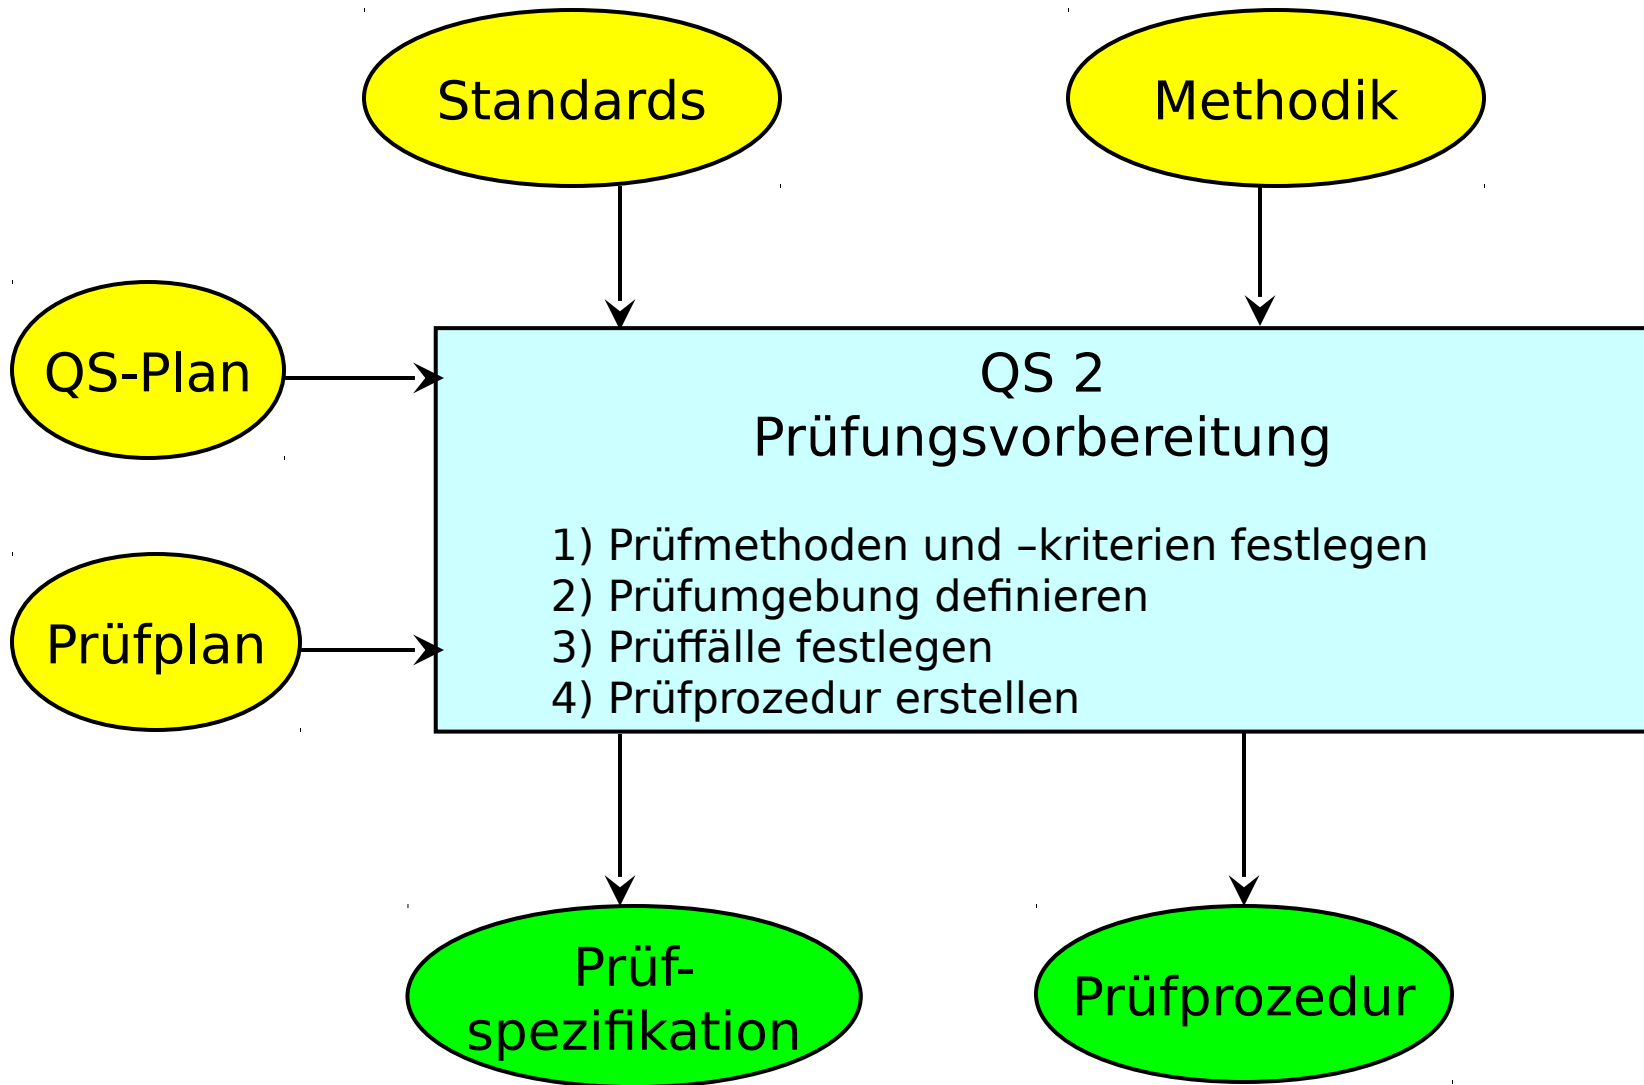 Standards
Methodik
QS-Plan
QS 2
Prüfungsvorbereitung
Prüfplan
1) Prüfmethoden und –kriterien festlegen
2) Prüfumgebung definieren
3) Prüffälle festlegen
4) Prüfprozedur erstellen
Prüf-
spezifikation
Prüfprozedur